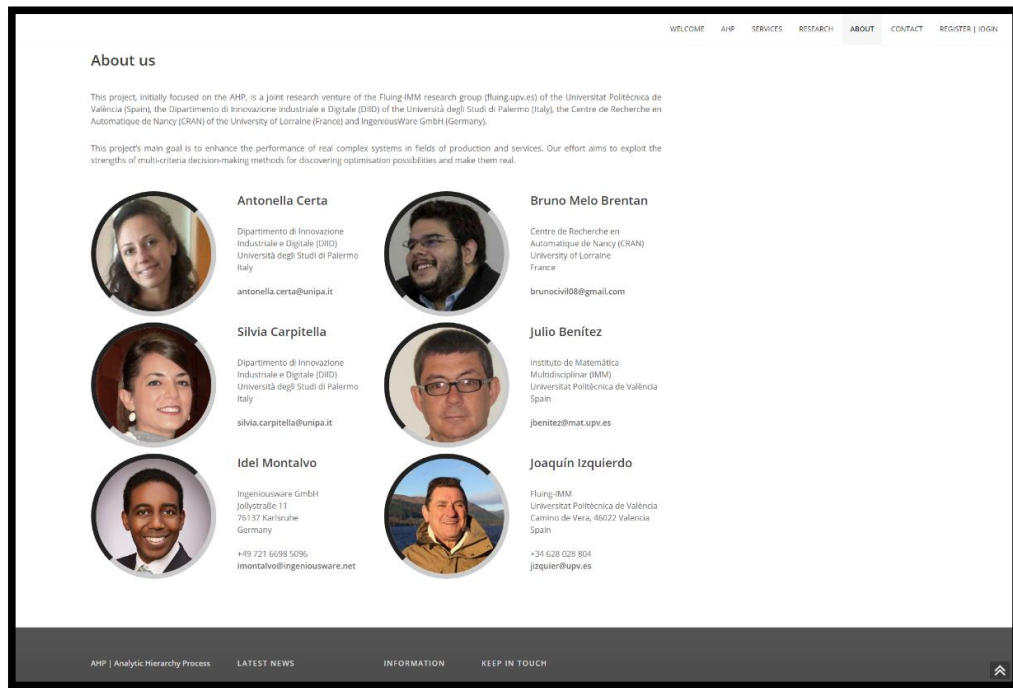 WELCOME AHP SERVICES RESEARCH ABOUT CONTACT REGISTER | lOGIN
About us
This project, initially focused on the AHP, is a joint research venture of the Fluing-IMM research group (fluing.upv.es) of the Universitat Politècnica de
València (Spain), the Dipartimento di Innovazione Industriale e Digitale (DIID) of the Università degli Studi di Palermo (Italy), the Centre de Recherche en
Automatique de Nancy (CRAN) of the University of Lorraine (France) and IngeniousWare GmbH (Germany).
This project's main goal is to enhance the performance of real complex systems in fields of production and services. Our effort aims to exploit the
strengths of multi-criteria decision-making methods for discovering optimisation possibilities and make them real.
Antonella Certa
Dipartimento di Innovazione
Industriale e Digitale (DIID)
Università degli Studi di Palermo
Italy
antonella.certa@unipa.it
Bruno Melo Brentan
Centre de Recherche en
Automatique de Nancy (CRAN)
University of Lorraine
France
brunocivil08@gmail.com
Silvia Carpitella
Dipartimento di Innovazione
Industriale e Digitale (DIID)
Università degli Studi di Palermo
Italy
silvia.carpitella@unipa.it
Julio Benítez
Instituto de Matemática
Multidisciplinar (IMM)
Universitat Politècnica de València
Spain
jbenitez@mat.upv.es
Idel Montalvo
Ingeniousware GmbH
Jollystraße 11
76137 Karlsruhe
Germany
+49 721 6698 5096
imontalvo@ingeniousware.net
Joaquín Izquierdo
Fluing-IMM
Universitat Politècnica de València
Camino de Vera, 46022 Valencia
Spain
+34 628 028 804
jizquier@upv.es
AHP | Analytic Hierarchy Process LATEST NEWS INFORMATION KEEP IN TOUCH